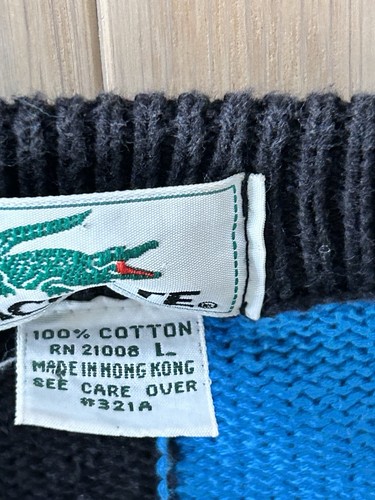 100% COTTON
RN 21008 L
MADE IN HONG KONG
SEE CARE OVER
#321A